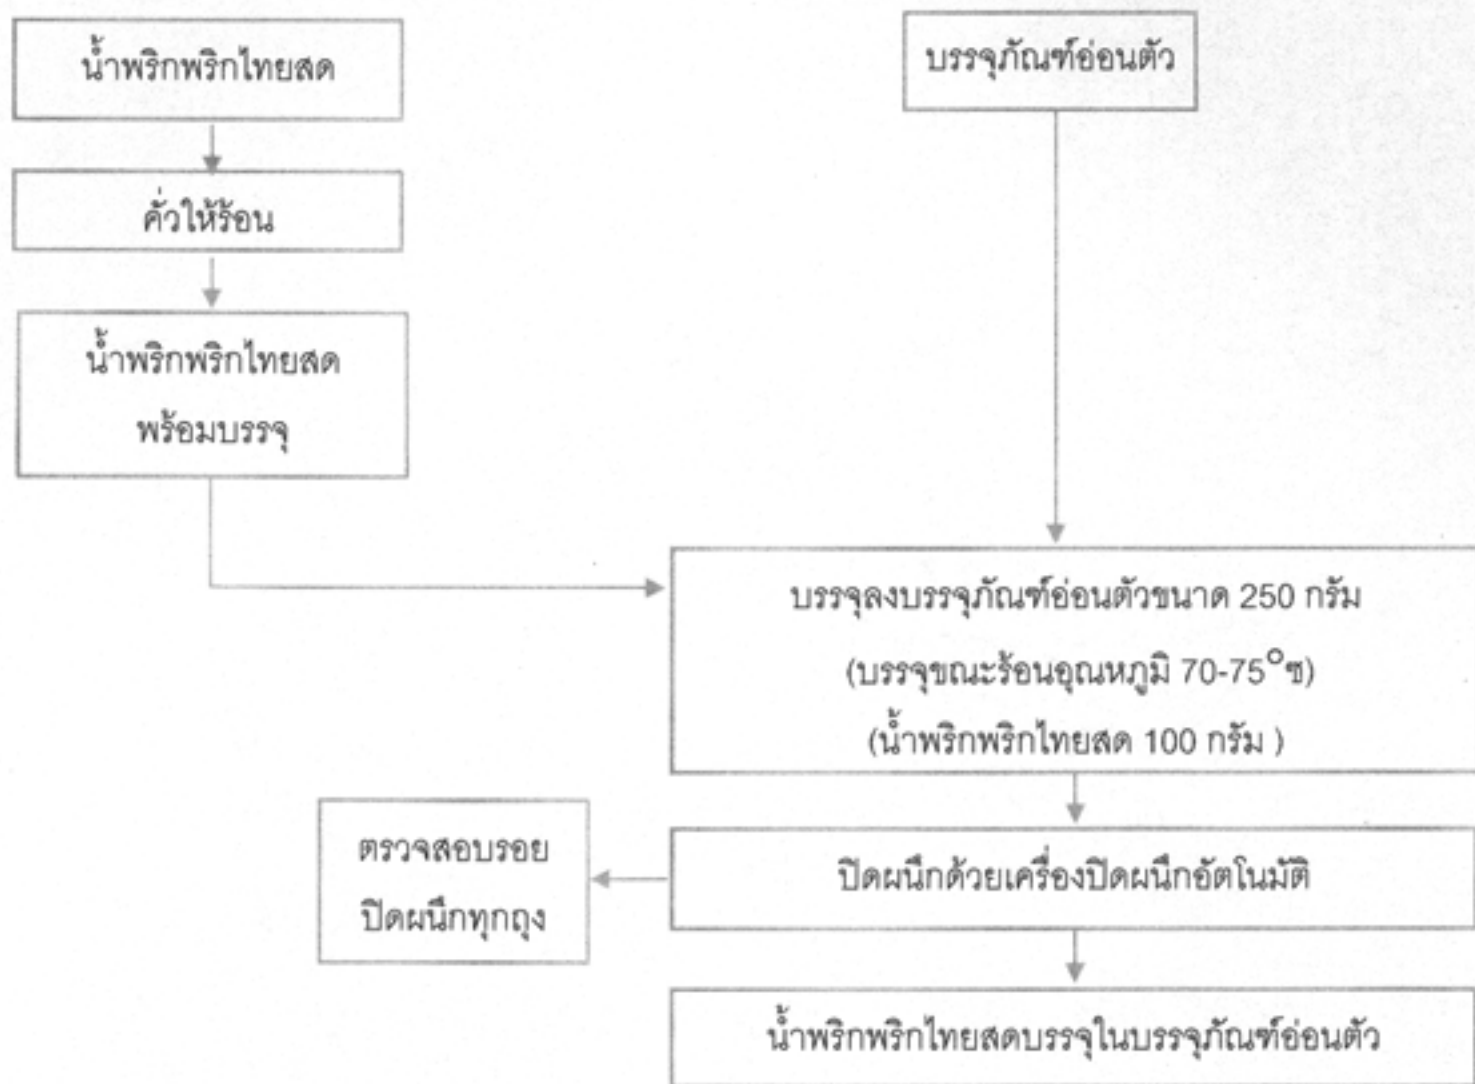 น้ำพริกพริกไทยสด
บรรจุภัณฑ์อ่อนตัว
คั่วให้ร้อน
น้ำพริกพริกไทยสด
พร้อมบรรจุ
บรรจุลงบรรจุภัณฑ์อ่อนตัวขนาด 250 กรัม
(บรรจุขณะร้อนอุณหภูมิ 70-75°ซ)
(น้ำพริกพริกไทยสด 100 กรัม )
ตรวจสอบรอย
ปิดผนึกทุกถุง
ปิดผนึกด้วยเครื่องปิดผนึกอัตโนมัติ
น้ำพริกพริกไทยสดบรรจุในบรรจุภัณฑ์อ่อนตัว